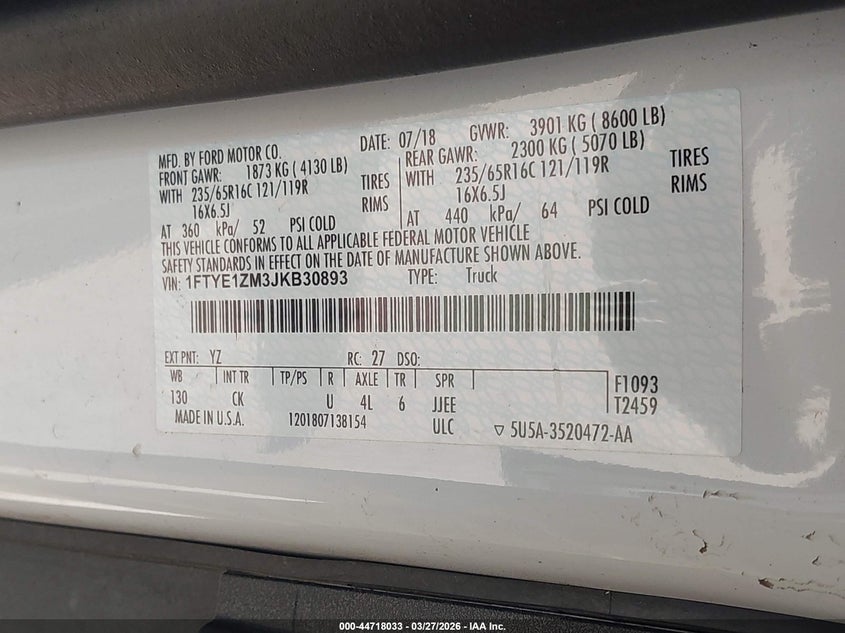 MFD. BY FORD MOTOR CO. DATE: 07/18 GVWR: 3901 KG ( 8600 LB)
FRONT GAWR: 1873 KG ( 4130 LB) REAR GAWR: 2300 KG ( 5070 LB)
WITH 235/65R16C 121/119R TIRES WITH 235/65R16C 121/119R TIRES
16X6.5J RIMS 16X6.5J RIMS
AT 360 kPa/ 52 PSI COLD AT 440 kPa/ 64 PSI COLD
THIS VEHICLE CONFORMS TO ALL APPLICABLE FEDERAL MOTOR VEHICLE
SAFETY STANDARDS IN EFFECT ON THE DATE OF MANUFACTURE SHOWN ABOVE.
VIN: 1FTYE1ZM3JKB30893 TYPE: Truck
EXT PNT: YZ RC: 27 DSO:
WB INT TR TP/PS R AXLE TR SPR F1093
130 CK U 4L 6 JJEE T2459
MADE IN U.S.A. 1201807138154 ULC ▽ 5U5A-3520472-AA
000-44718033 - 03/27/2026 - IAA Inc.